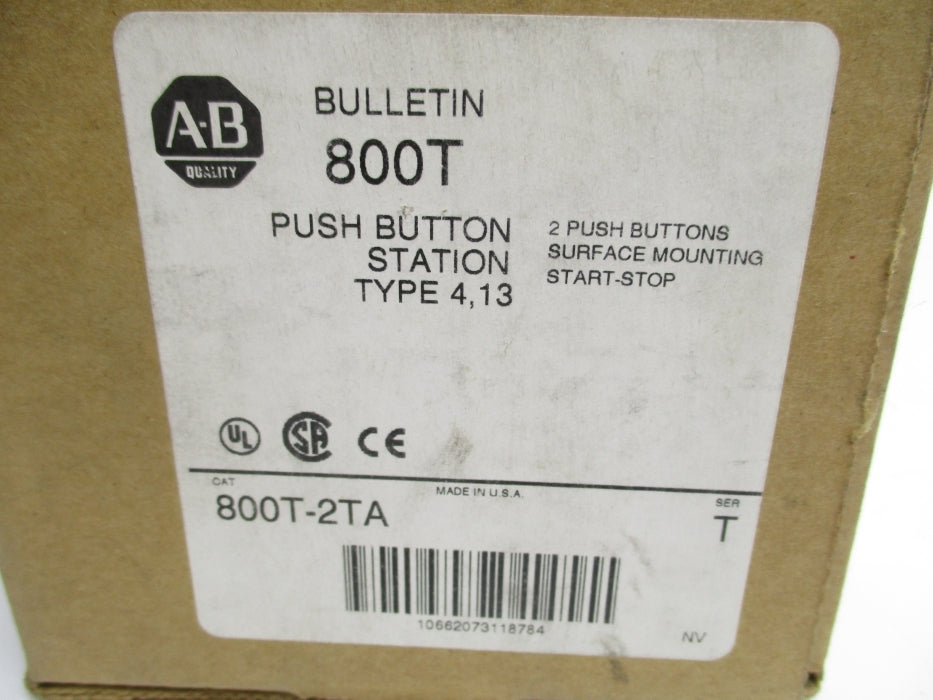 A-B
QUALITY
BULLETIN
800T
PUSH BUTTON
STATION
TYPE 4,13
2 PUSH BUTTONS
SURFACE MOUNTING
START-STOP
UL
SA
CE
CAT
MADE IN U.S.A.
SER
800T-2TA
T
10662073118784
NV